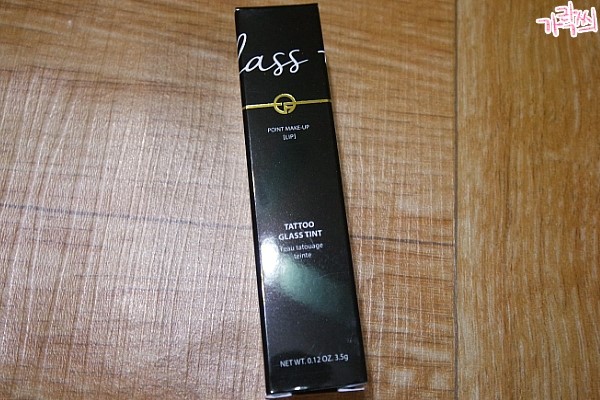 가락씨
lass t
POINT MAKE-UP
[LIP]
TATTOO
GLASS TINT
l'eau tatouage
teinte
NET WT. 0.12 OZ. 3.5g